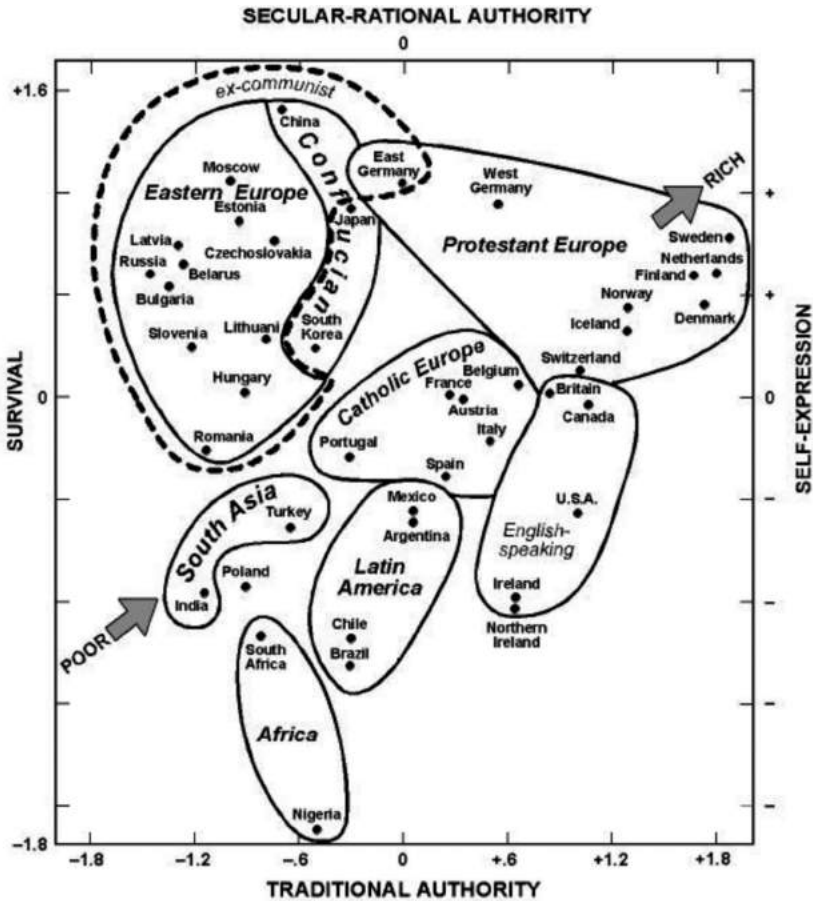 SECULAR-RATIONAL AUTHORITY
0
+1.6
ex-communist
China
Confucian
East
Germany
West
Germany
RICH
Moscow
Eastern Europe
Estonia
Japan
Protestant Europe
Sweden
Latvia
Czechoslovakia
Netherlands
Russia
Belarus
Finland
Bulgaria
Norway
Denmark
Iceland
Slovenia
Lithuani
South
Korea
Switzerland
Catholic Europe
Belgium
France
Britain
Hungary
Austria
Canada
0
0
SURVIVAL
SELF-EXPRESSION
+
+
–
–
–
–
Italy
Romania
Portugal
Spain
South Asia
Turkey
Mexico
Argentina
U.S.A.
English-
speaking
Latin
America
Poland
India
Ireland
Northern
Ireland
POOR
Chile
Brazil
South
Africa
Africa
Nigeria
–1.8
–1.8
–1.2
–.6
0
+.6
+1.2
+1.8
TRADITIONAL AUTHORITY